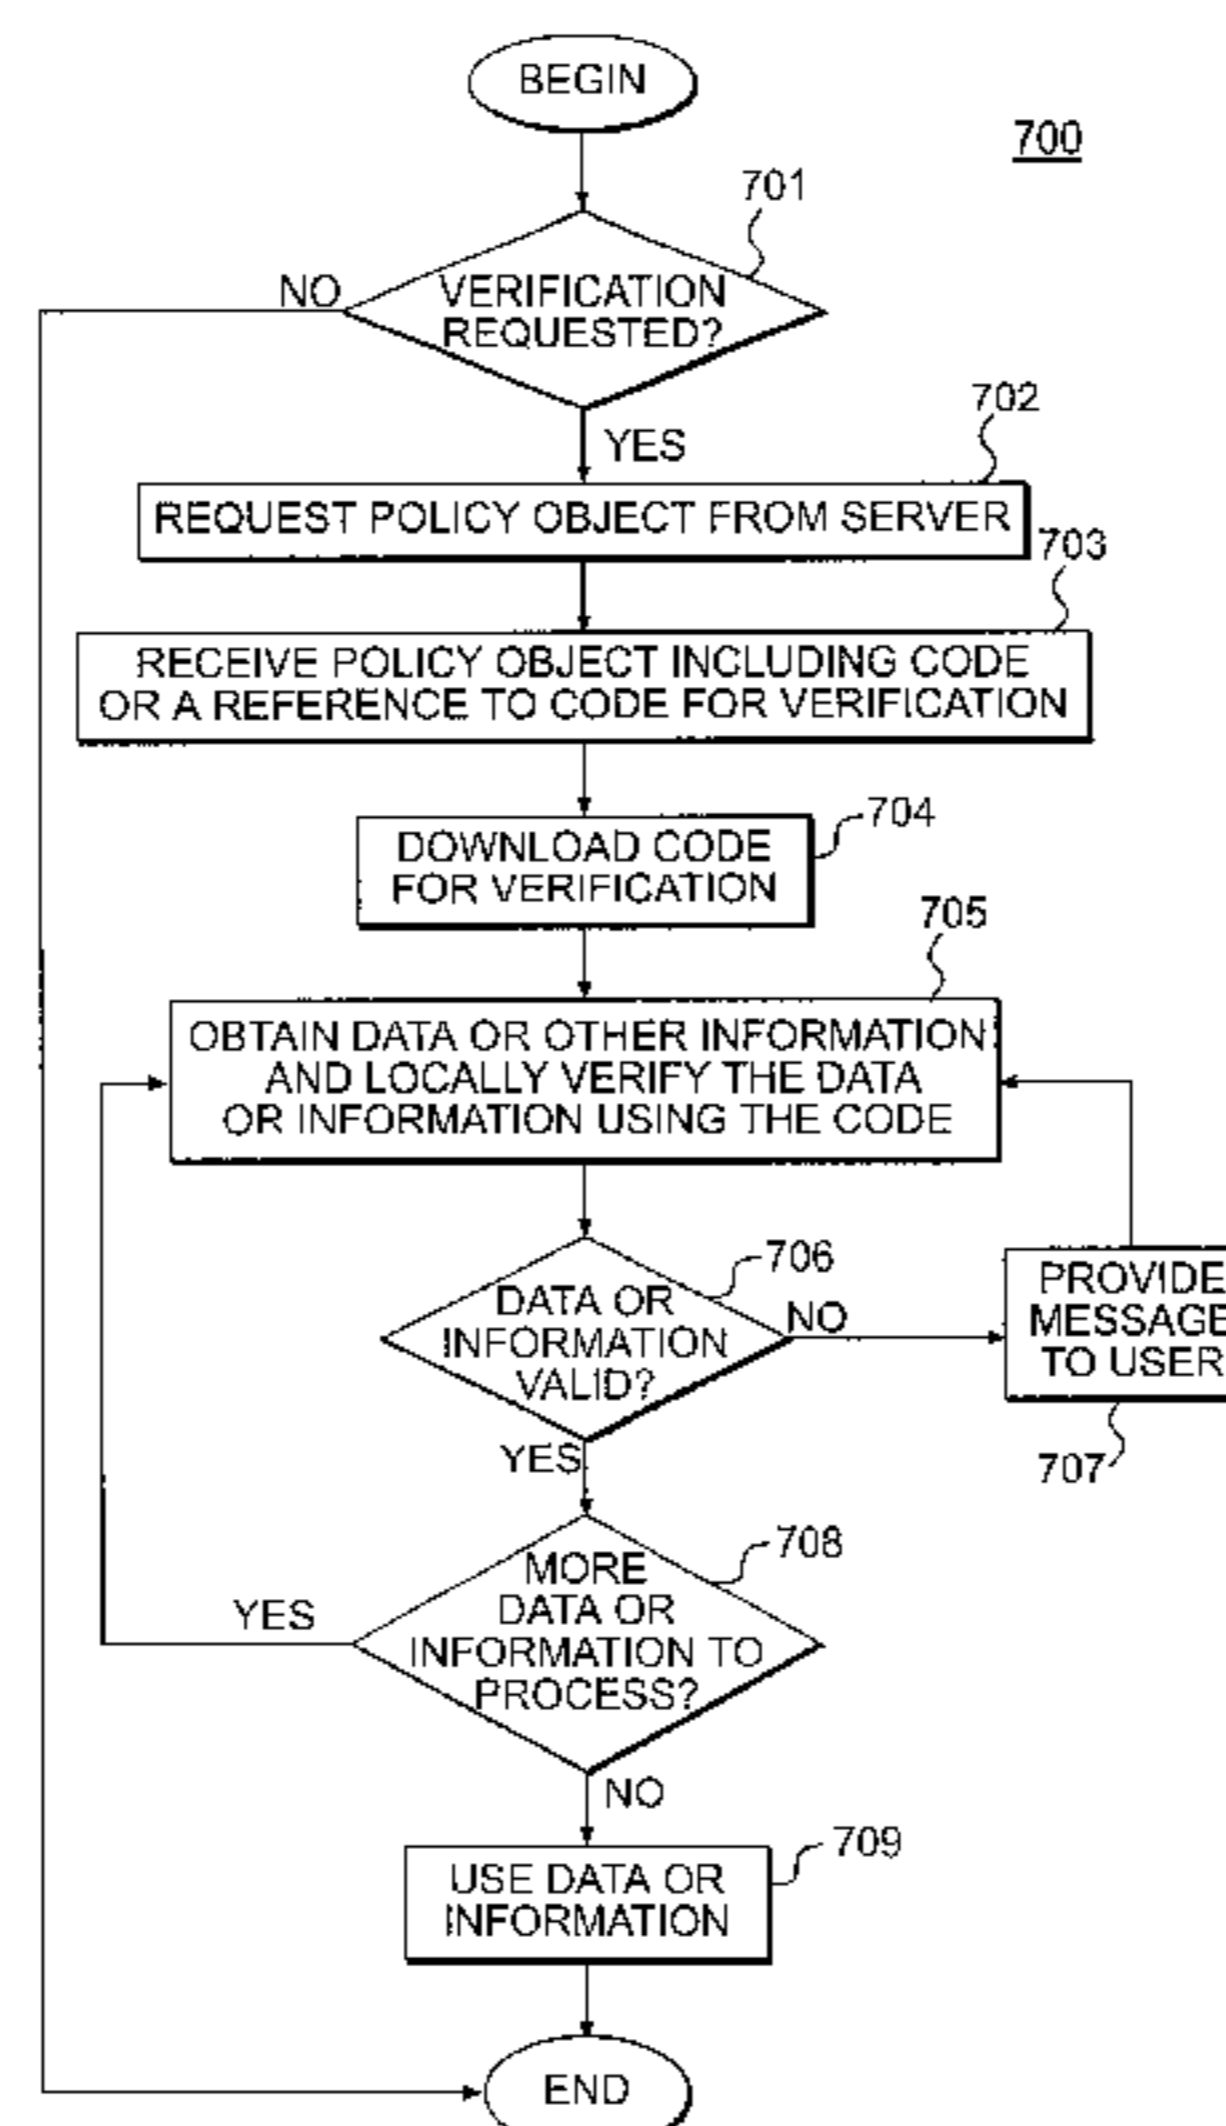 BEGIN
700
701
NO
VERIFICATION
REQUESTED?
YES
702
REQUEST POLICY OBJECT FROM SERVER
703
RECEIVE POLICY OBJECT INCLUDING CODE
OR A REFERENCE TO CODE FOR VERIFICATION
704
DOWNLOAD CODE
FOR VERIFICATION
705
OBTAIN DATA OR OTHER INFORMATION
AND LOCALLY VERIFY THE DATA
OR INFORMATION USING THE CODE
706
DATA OR
INFORMATION
VALID?
NO
PROVIDE
MESSAGE
TO USER
707
YES
708
MORE
DATA OR
INFORMATION TO
PROCESS?
YES
NO
709
USE DATA OR
INFORMATION
END